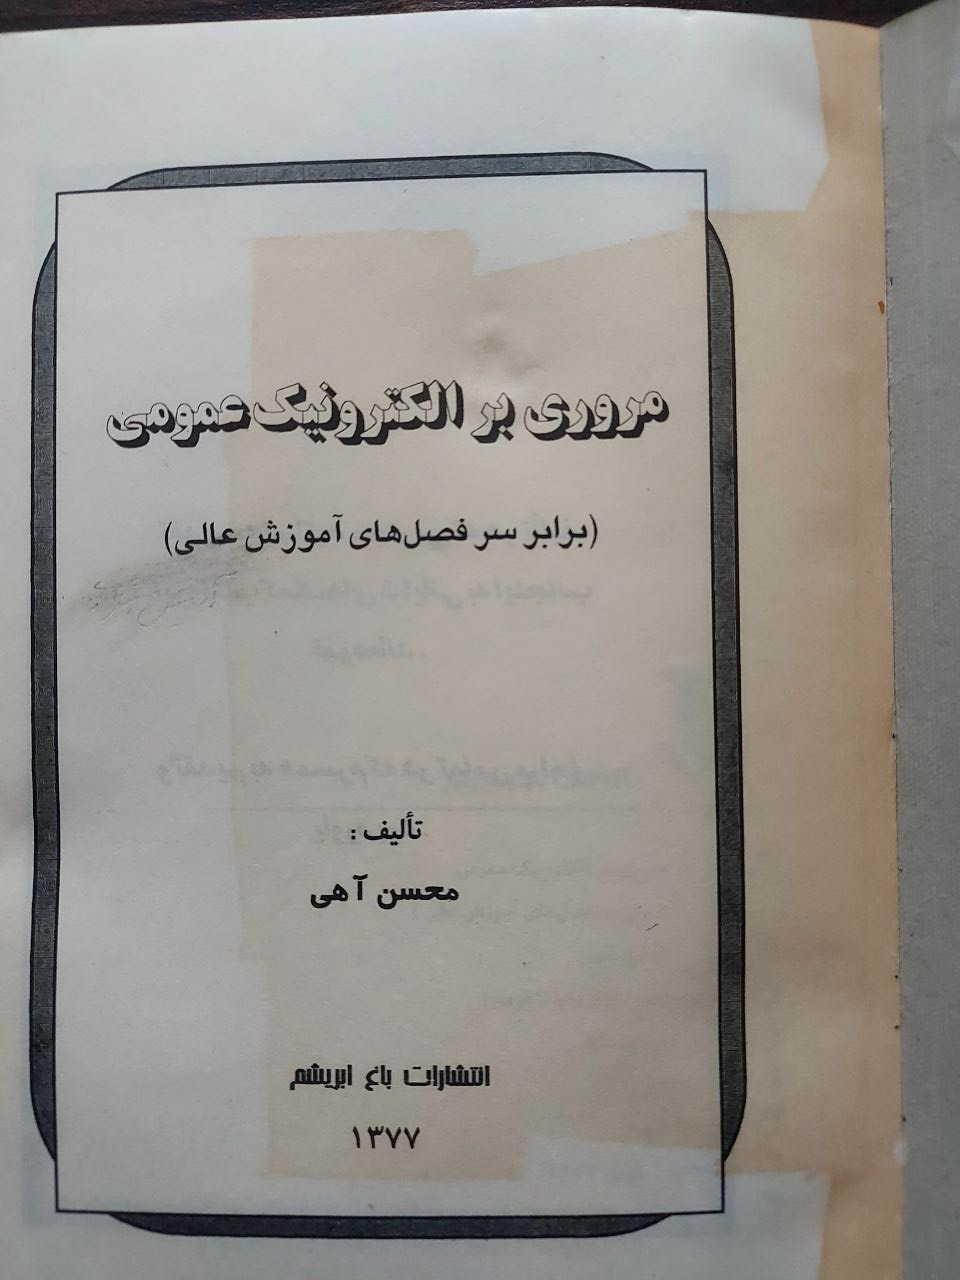 مروری بر الکترونیک عمومی
(برابر سر فصل‌های آموزش عالی)
تألیف :
محسن آهی
انتشارات باغ ابریشم
۱۳۷۷